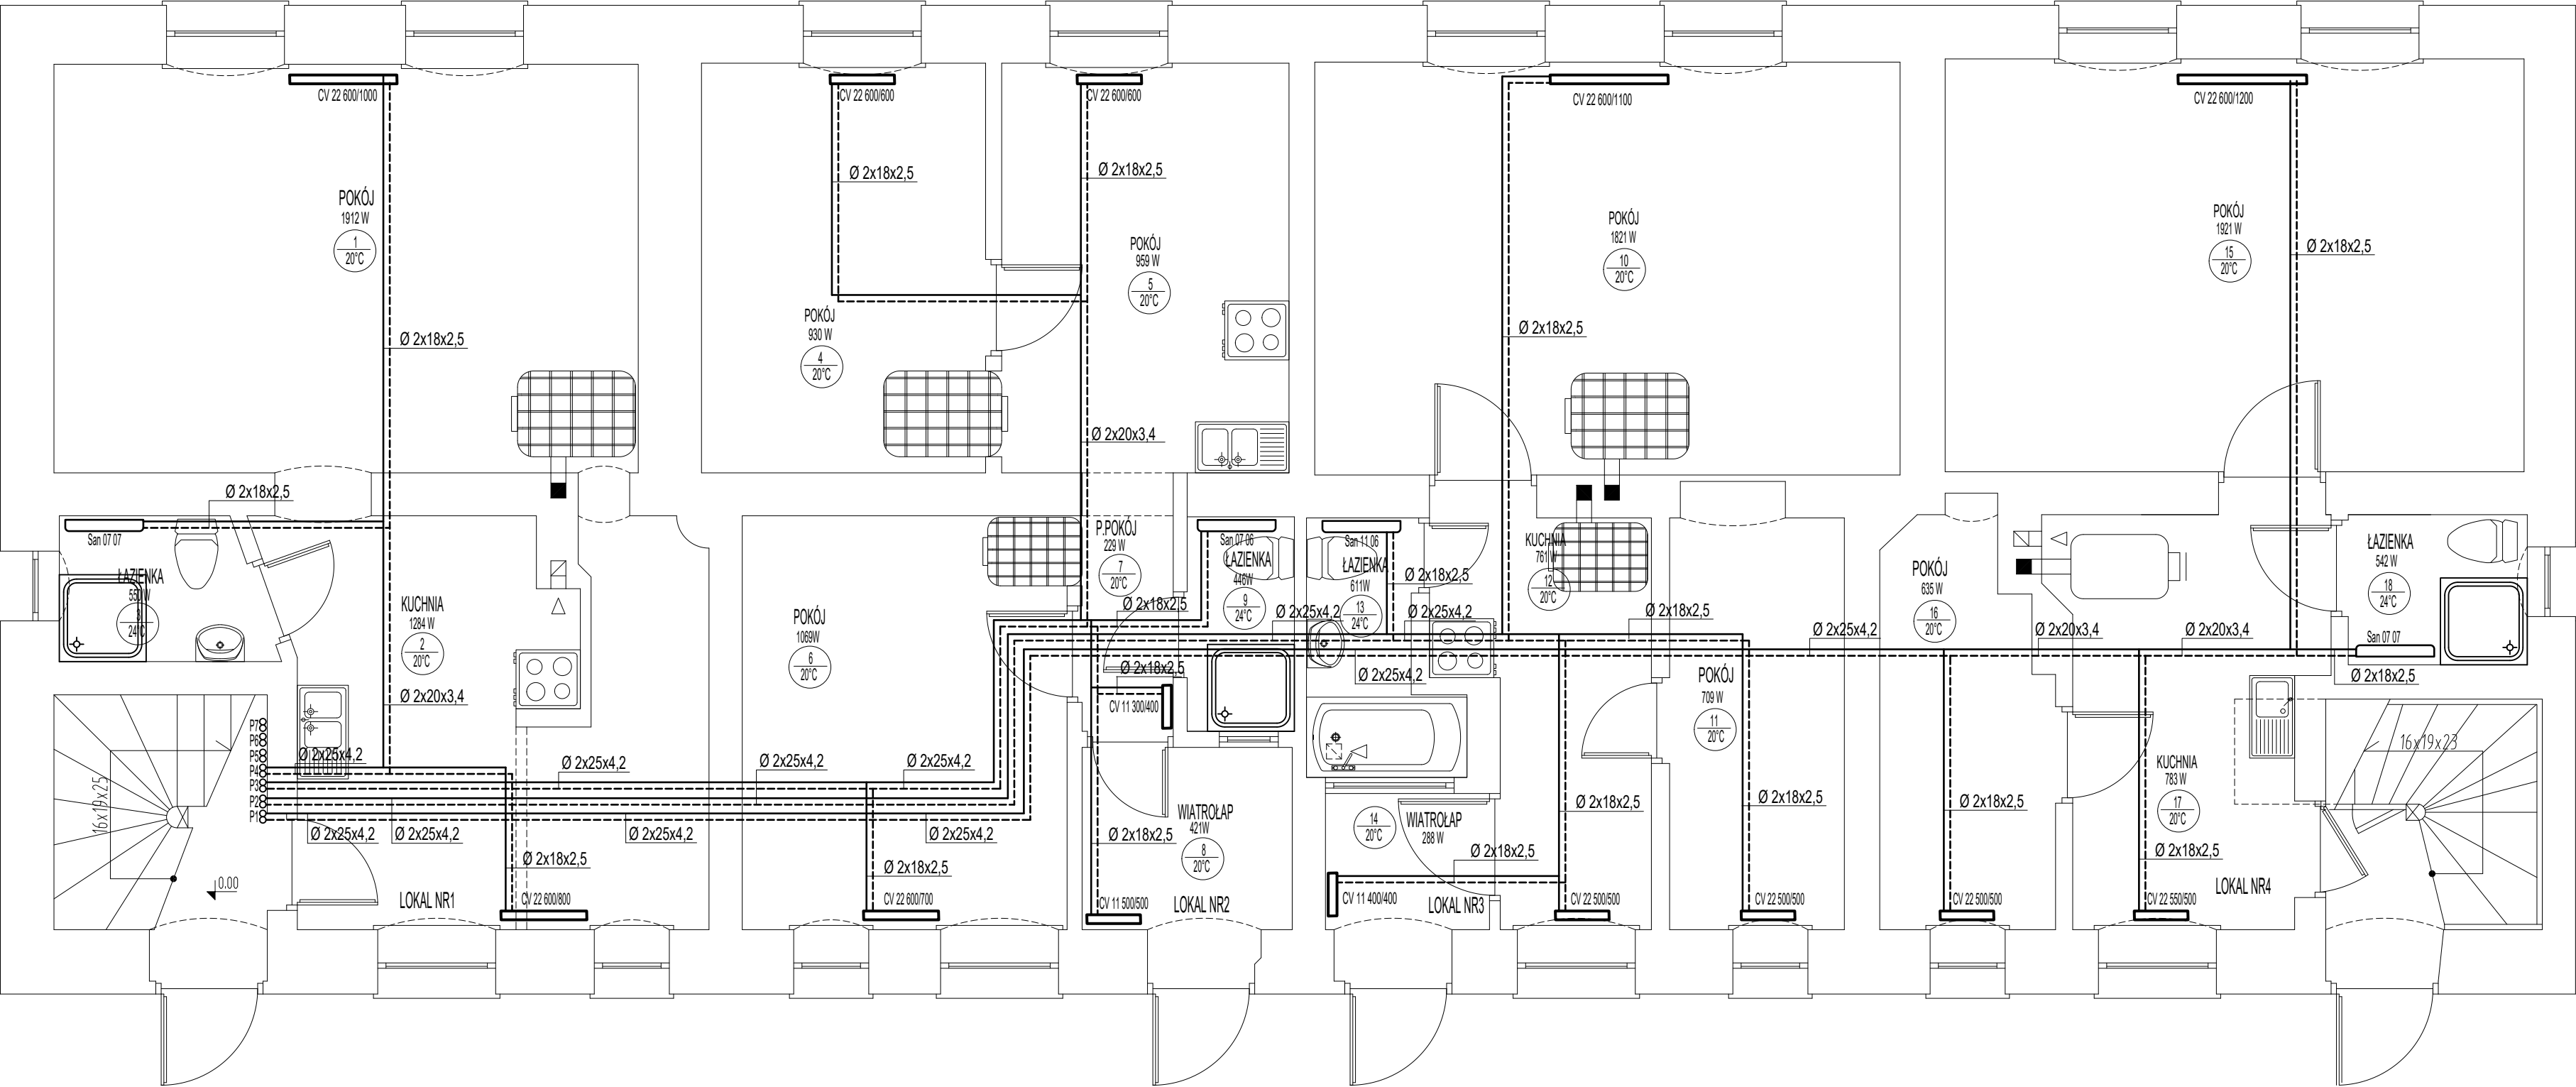 CV 22 600/1000
CV 22 600/600
CV 22 600/600
CV 22 600/1100
CV 22 600/1200
Ø 2x18x2,5
Ø 2x18x2,5
POKÓJ
1912 W
1
20°C
POKÓJ
959 W
5
20°C
POKÓJ
1821 W
10
20°C
POKÓJ
1921 W
15
20°C
Ø 2x18x2,5
POKÓJ
930 W
4
20°C
Ø 2x18x2,5
Ø 2x18x2,5
Ø 2x20x3,4
Ø 2x18x2,5
San 07 07
ŁAZIENKA
550 W
3
24°C
KUCHNIA
1284 W
2
20°C
POKÓJ
1069W
6
20°C
P.POKÓJ
229 W
7
20°C
Ø 2x18x2,5
San 07 06
ŁAZIENKA
446W
9
24°C
San 11 06
ŁAZIENKA
611W
13
24°C
Ø 2x18x2,5
Ø 2x25x4,2
Ø 2x25x4,2
KUCHNIA
761 W
12
20°C
Ø 2x18x2,5
POKÓJ
635 W
16
20°C
ŁAZIENKA
542 W
18
24°C
San 07 07
Ø 2x25x4,2
Ø 2x20x3,4
Ø 2x20x3,4
Ø 2x18x2,5
Ø 2x18x2,5
Ø 2x25x4,2
Ø 2x20x3,4
CV 11 300/400
POKÓJ
709 W
11
20°C
P7
P6
P5
P4
P3
P2
P1
Ø 2x25x4,2
Ø 2x25x4,2
Ø 2x25x4,2
Ø 2x25x4,2
16x19x25
16x19x23
KUCHNIA
783 W
17
20°C
Ø 2x25x4,2
Ø 2x25x4,2
Ø 2x25x4,2
Ø 2x25x4,2
Ø 2x18x2,5
WIATROŁAP
421W
8
20°C
14
20°C
WIATROŁAP
288 W
Ø 2x18x2,5
Ø 2x18x2,5
Ø 2x18x2,5
Ø 2x18x2,5
Ø 2x18x2,5
Ø 2x18x2,5
Ø 2x18x2,5
0.00
LOKAL NR1
CV 22 600/800
CV 22 600/700
CV 11 500/500
LOKAL NR2
CV 11 400/400
LOKAL NR3
CV 22 500/500
CV 22 500/500
CV 22 500/500
CV 22 550/500
LOKAL NR4